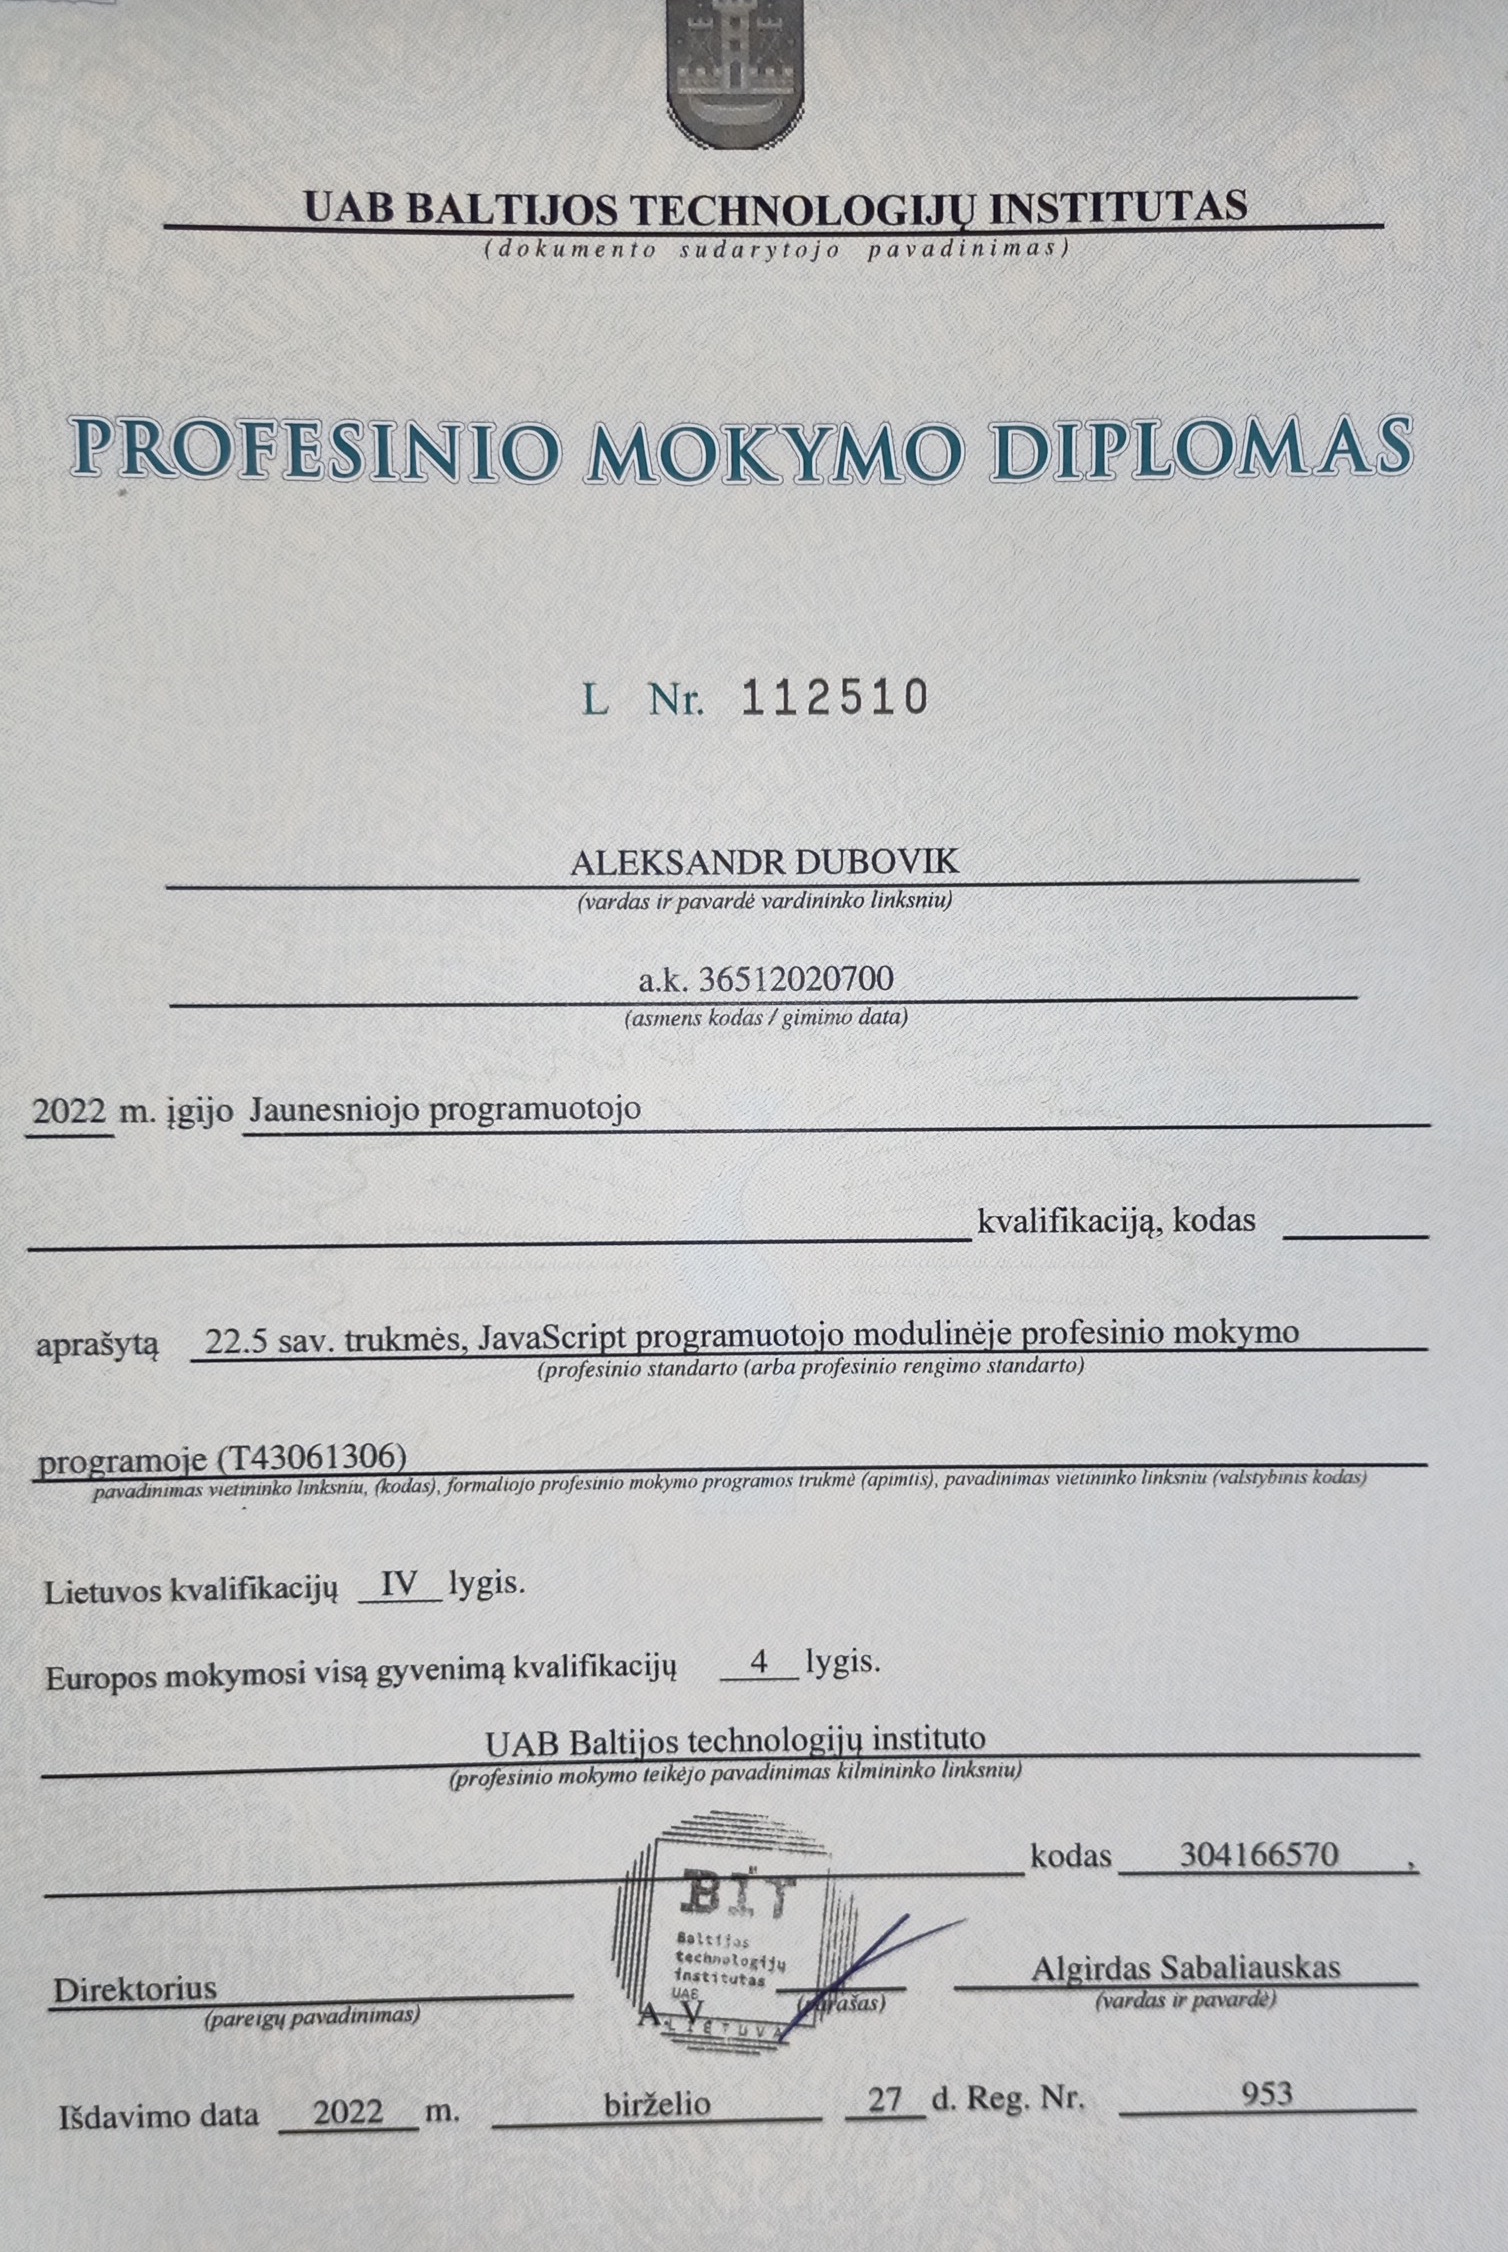 UAB BALTIJOS TECHNOLOGIJŲ INSTITUTAS
(dokumento sudarytojo pavadinimas)
PROFESINIO MOKYMO DIPLOMAS
L Nr. 112510
ALEKSANDR DUBOVIK
(vardas ir pavardė vardininko linksniu)
a.k. 36512020700
(asmens kodas / gimimo data)
2022 m. įgijo Jaunesniojo programuotojo
kvalifikaciją, kodas
aprašytą 22.5 sav. trukmės, JavaScript programuotojo modulinėje profesinio mokymo
(profesinio standarto (arba profesinio rengimo standarto)
programoje (T43061306)
pavadinimas vietininko linksniu, (kodas), formaliojo profesinio mokymo programos trukmė (apimtis), pavadinimas vietininko linksniu (valstybinis kodas)
Lietuvos kvalifikacijų IV lygis.
Europos mokymosi visą gyvenimą kvalifikacijų 4 lygis.
UAB Baltijos technologijų instituto
(profesinio mokymo teikėjo pavadinimas kilmininko linksniu)
kodas 304166570 ,
BIT
Baltijos
technologijų
institutas
UAB
LIETUVA
Direktorius A. V. Algirdas Sabaliauskas
(pareigų pavadinimas) (parašas) (vardas ir pavardė)
Išdavimo data 2022 m. birželio 27 d. Reg. Nr. 953